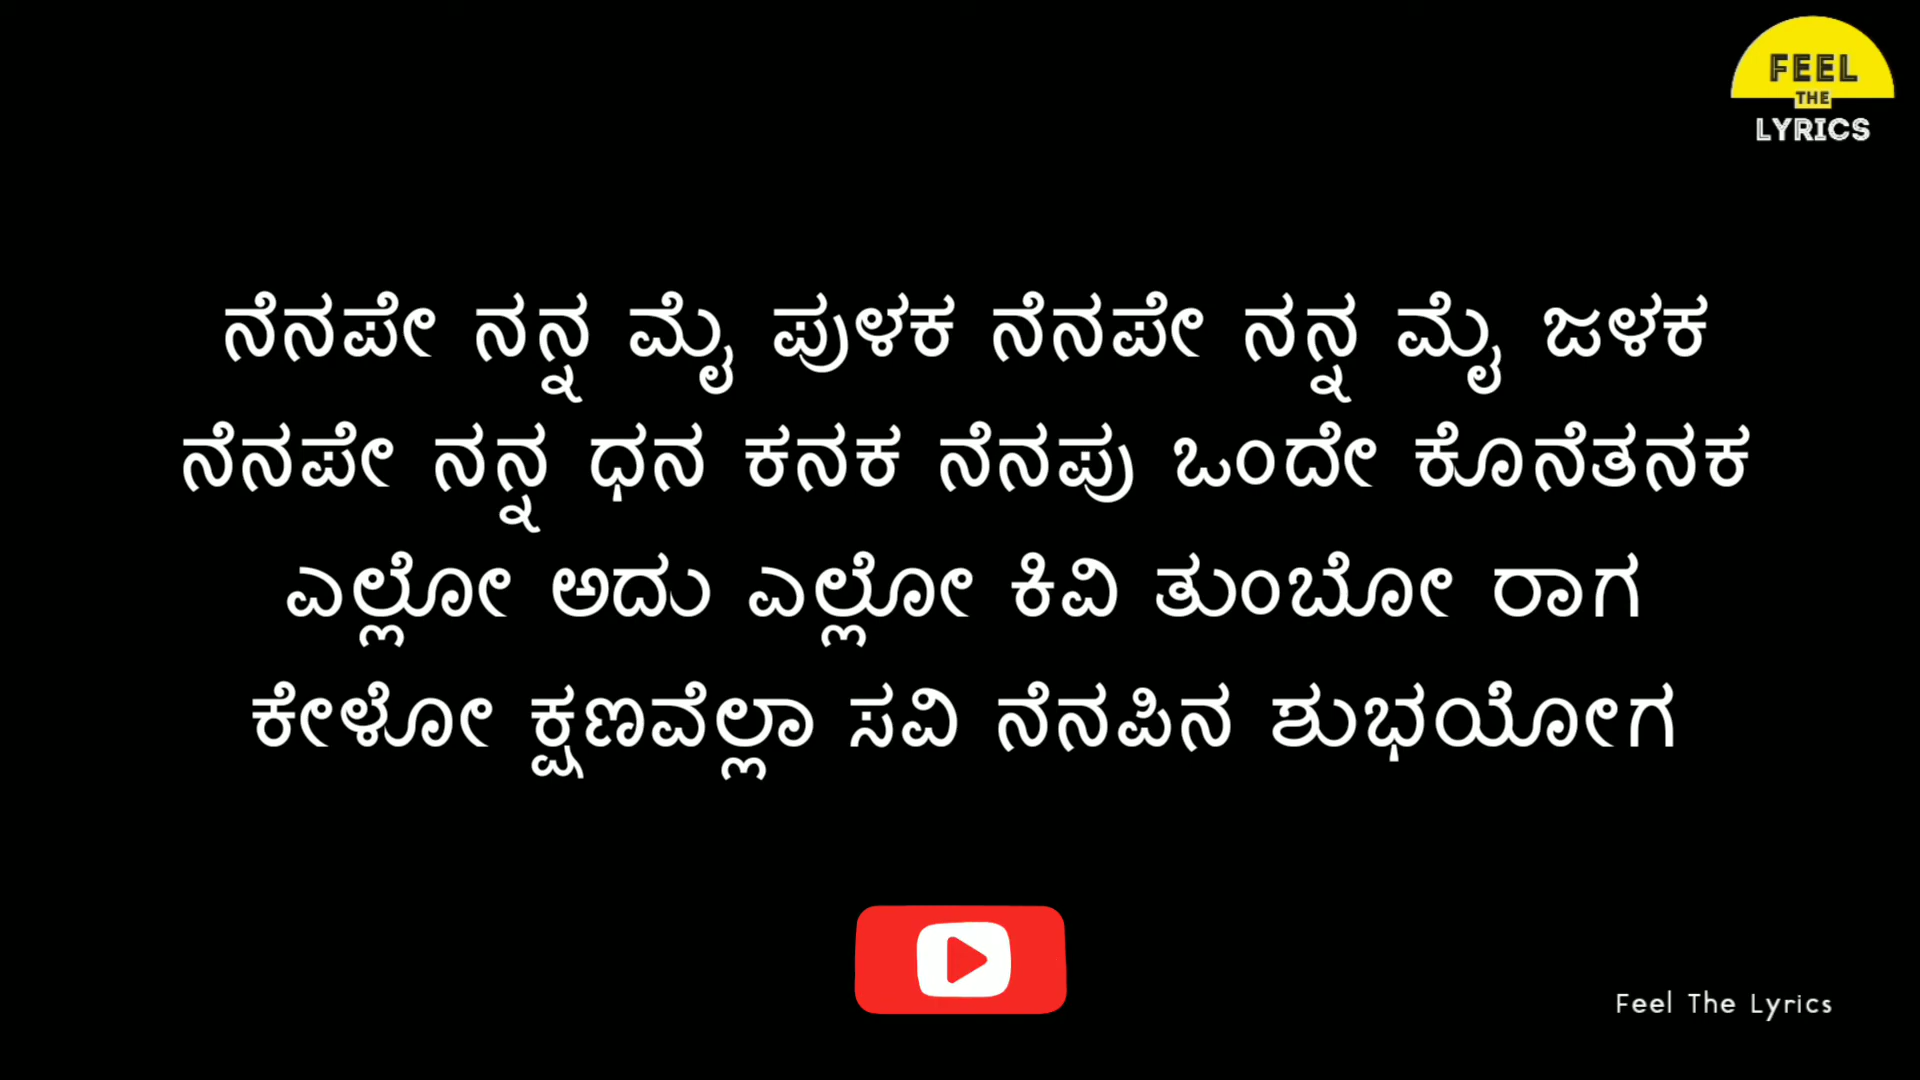 FEEL
THE
LYRICS
ನೆನಪೇ ನನ್ನ ಮೈ ಪುಳಕ ನೆನಪೇ ನನ್ನ ಮೈ ಜಳಕ
ನೆನಪೇ ನನ್ನ ಧನ ಕನಕ ನೆನಪು ಒಂದೇ ಕೊನೆತನಕ
ಎಲ್ಲೋ ಅದು ಎಲ್ಲೋ ಕಿವಿ ತುಂಬೋ ರಾಗ
ಕೇಳೋ ಕ್ಷಣವೆಲ್ಲಾ ಸವಿ ನೆನಪಿನ ಶುಭಯೋಗ
Feel The Lyrics